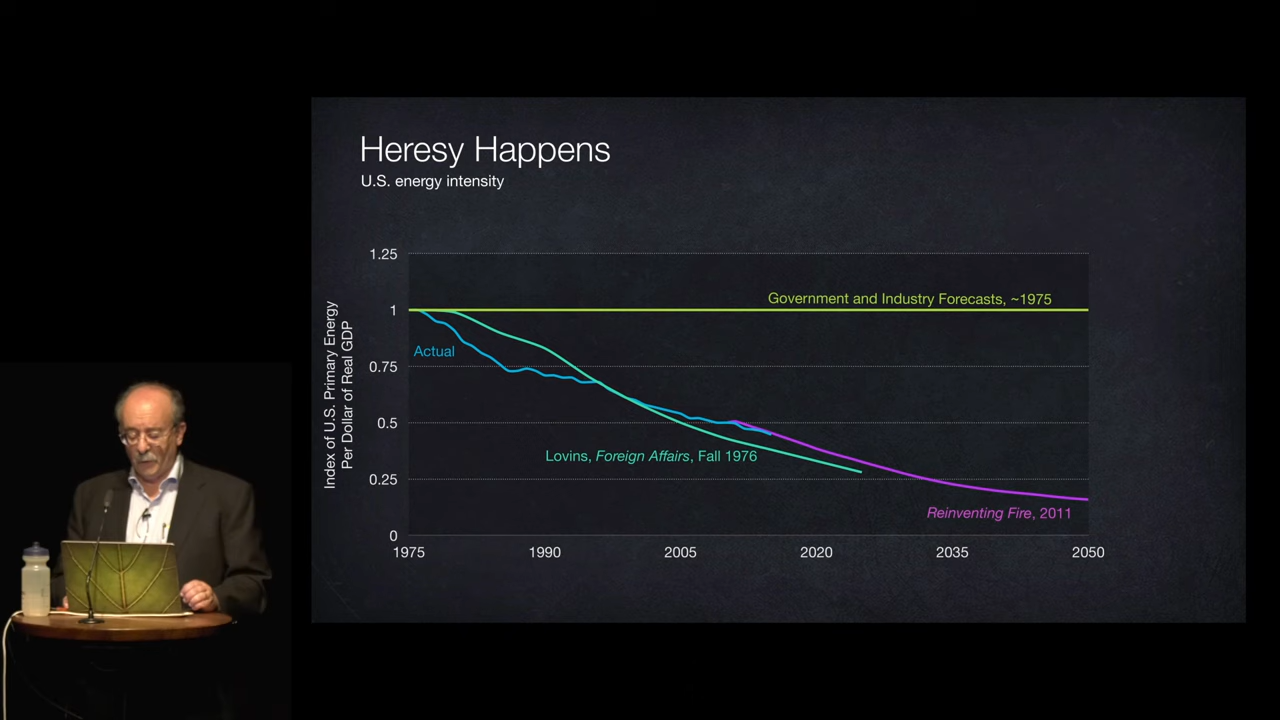 Heresy Happens
U.S. energy intensity
Index of U.S. Primary Energy
Per Dollar of Real GDP
1.25
1
0.75
0.5
0.25
0
Government and Industry Forecasts, ~1975
Actual
Lovins, Foreign Affairs, Fall 1976
Reinventing Fire, 2011
1975
1990
2005
2020
2035
2050